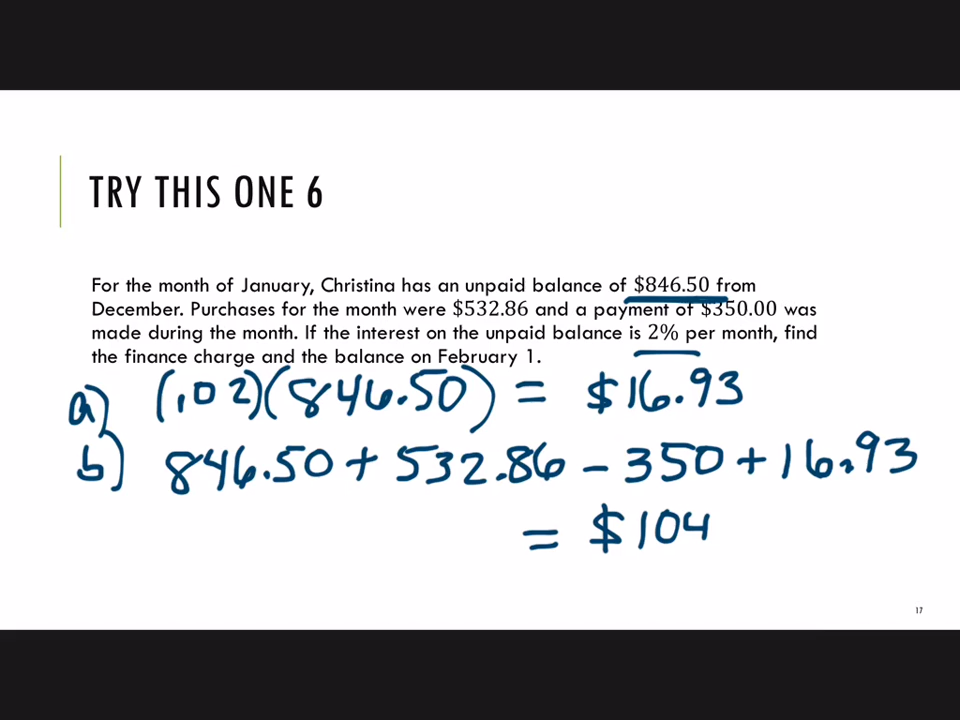 TRY THIS ONE 6
For the month of January, Christina has an unpaid balance of $846.50 from
December. Purchases for the month were $532.86 and a payment of $350.00 was
made during the month. If the interest on the unpaid balance is 2% per month, find
the finance charge and the balance on February 1.
a) (.02)(846.50) = $16.93
b) 846.50 + 532.86 - 350 + 16.93
= $104
17